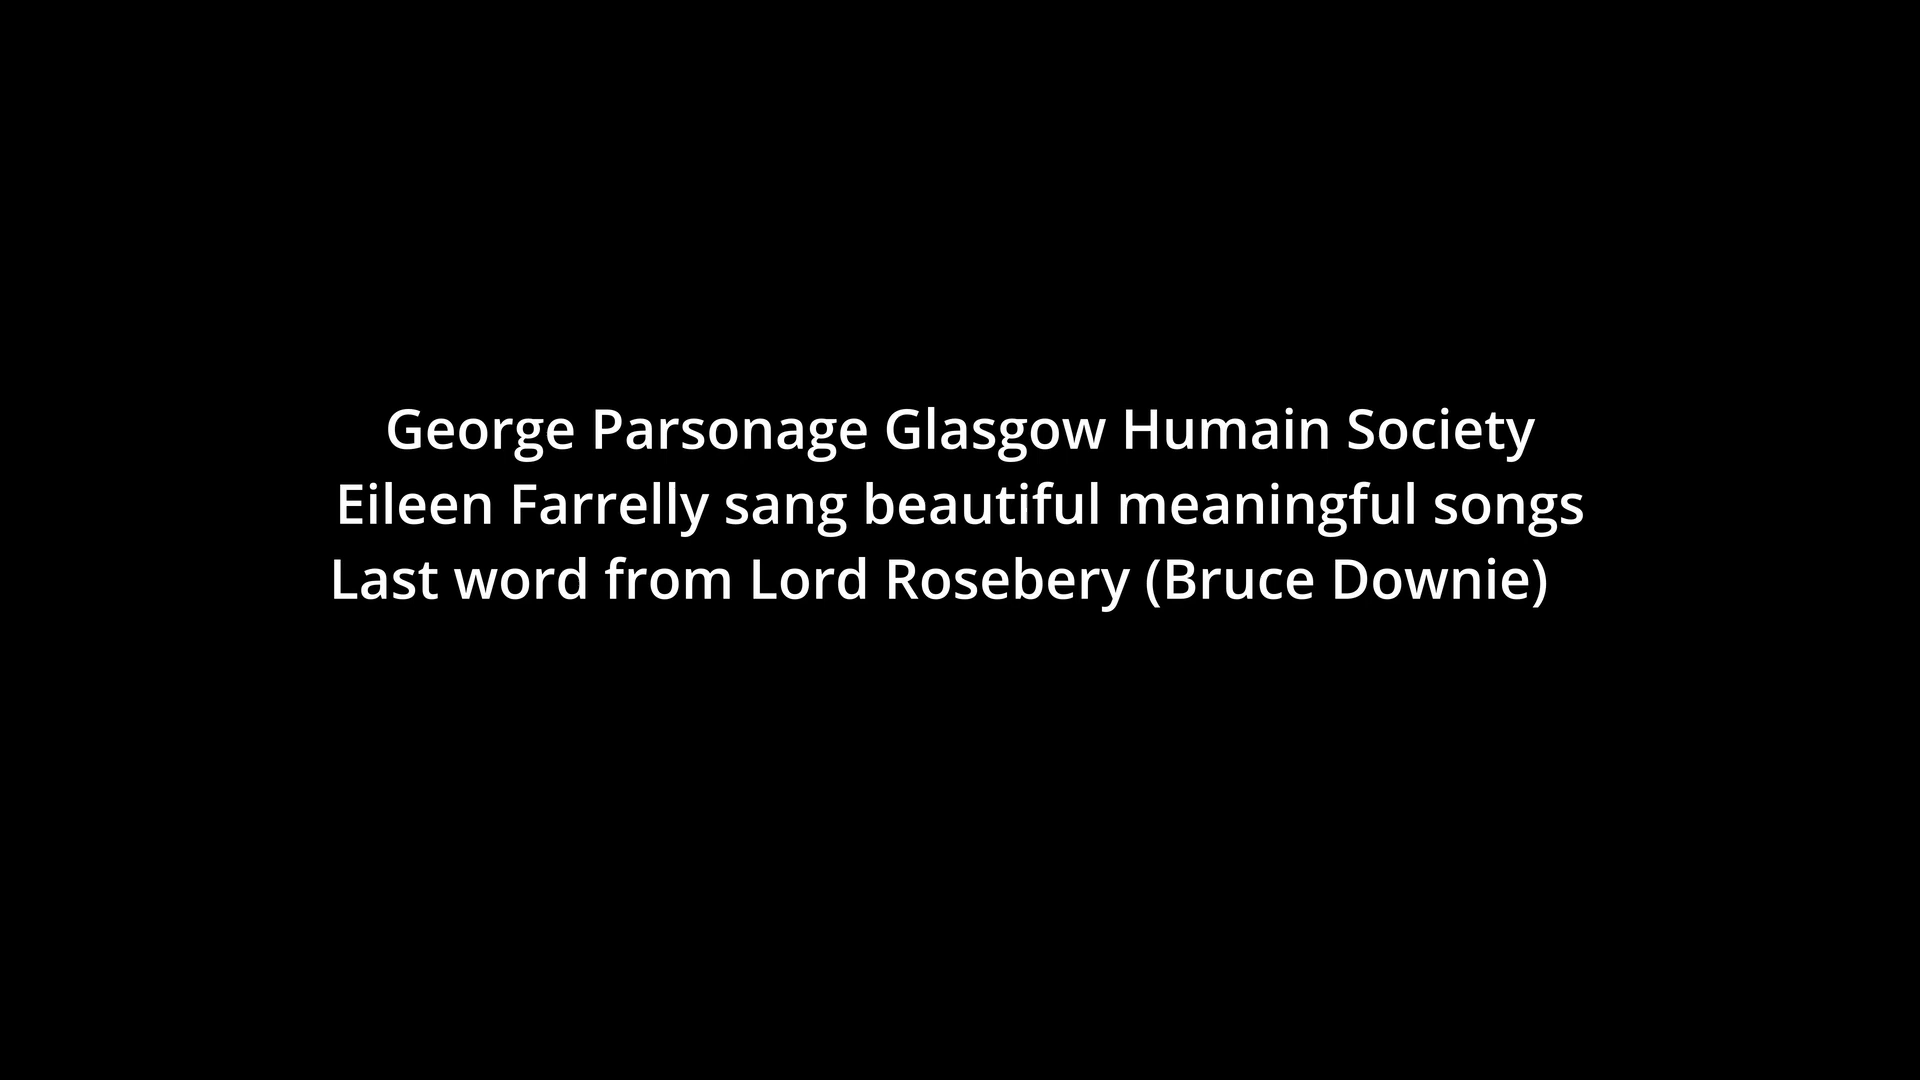 George Parsonage Glasgow Humain Society
Eileen Farrelly sang beautiful meaningful songs
Last word from Lord Rosebery (Bruce Downie)